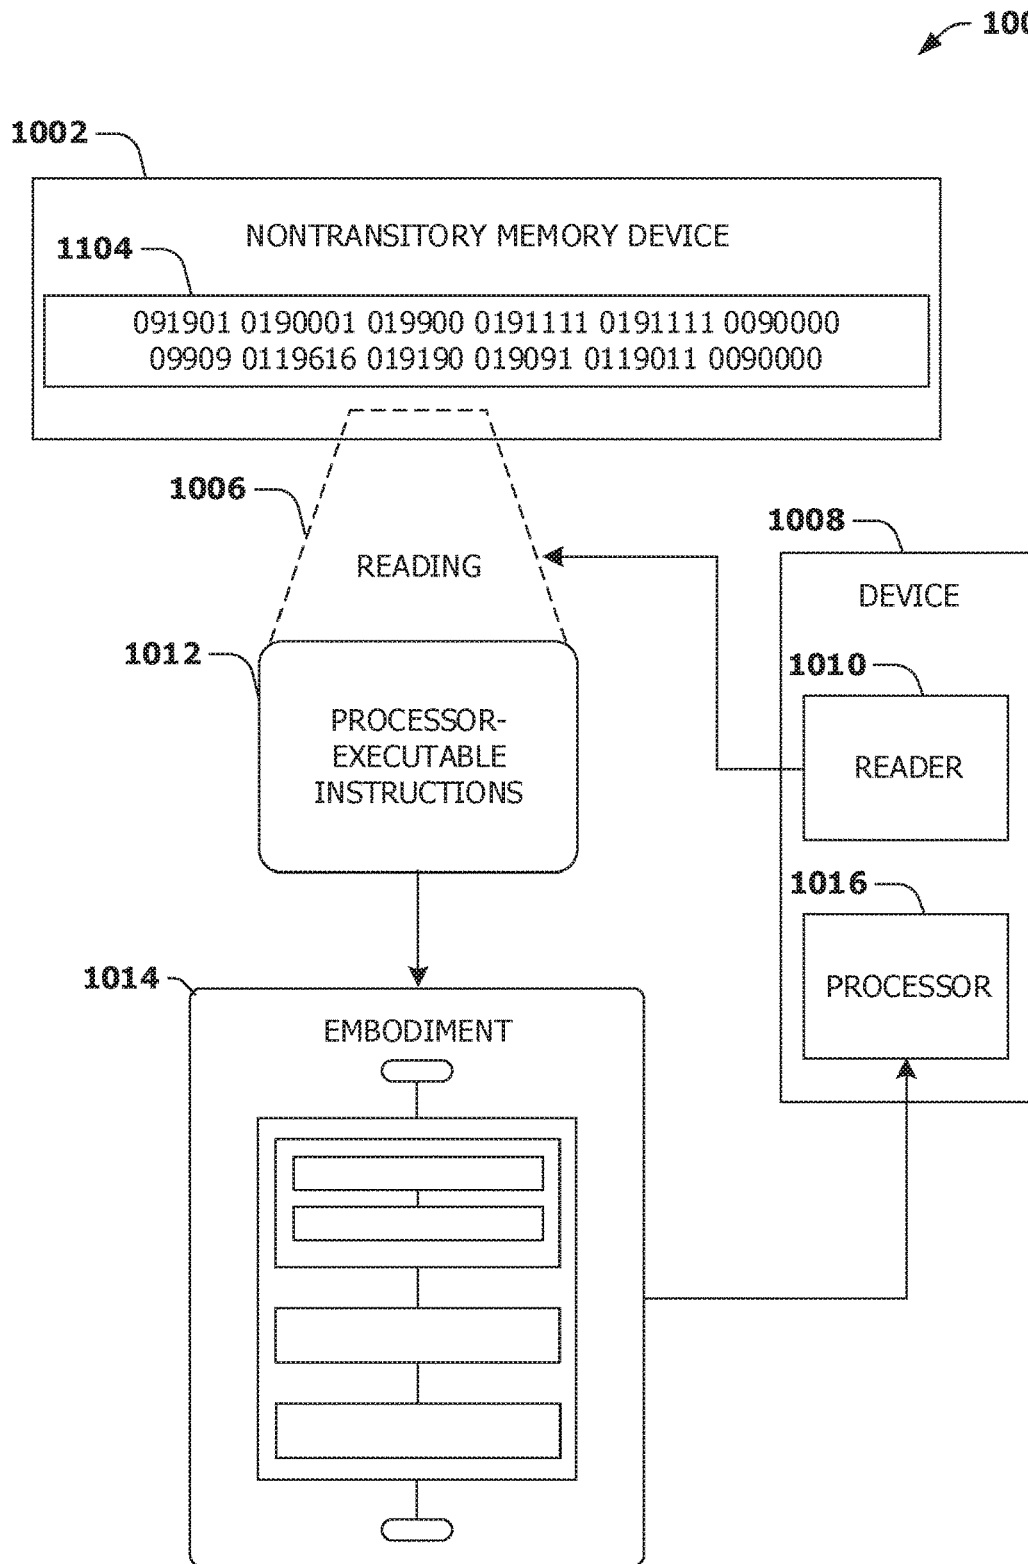 1002
NONTRANSITORY MEMORY DEVICE
1104
091901 0190001 019900 0191111 0191111 0090000
09909 0119616 019190 019091 0119011 0090000
1006
READING
1008
DEVICE
1010
READER
1012
PROCESSOR-
EXECUTABLE
INSTRUCTIONS
1016
PROCESSOR
1014
EMBODIMENT